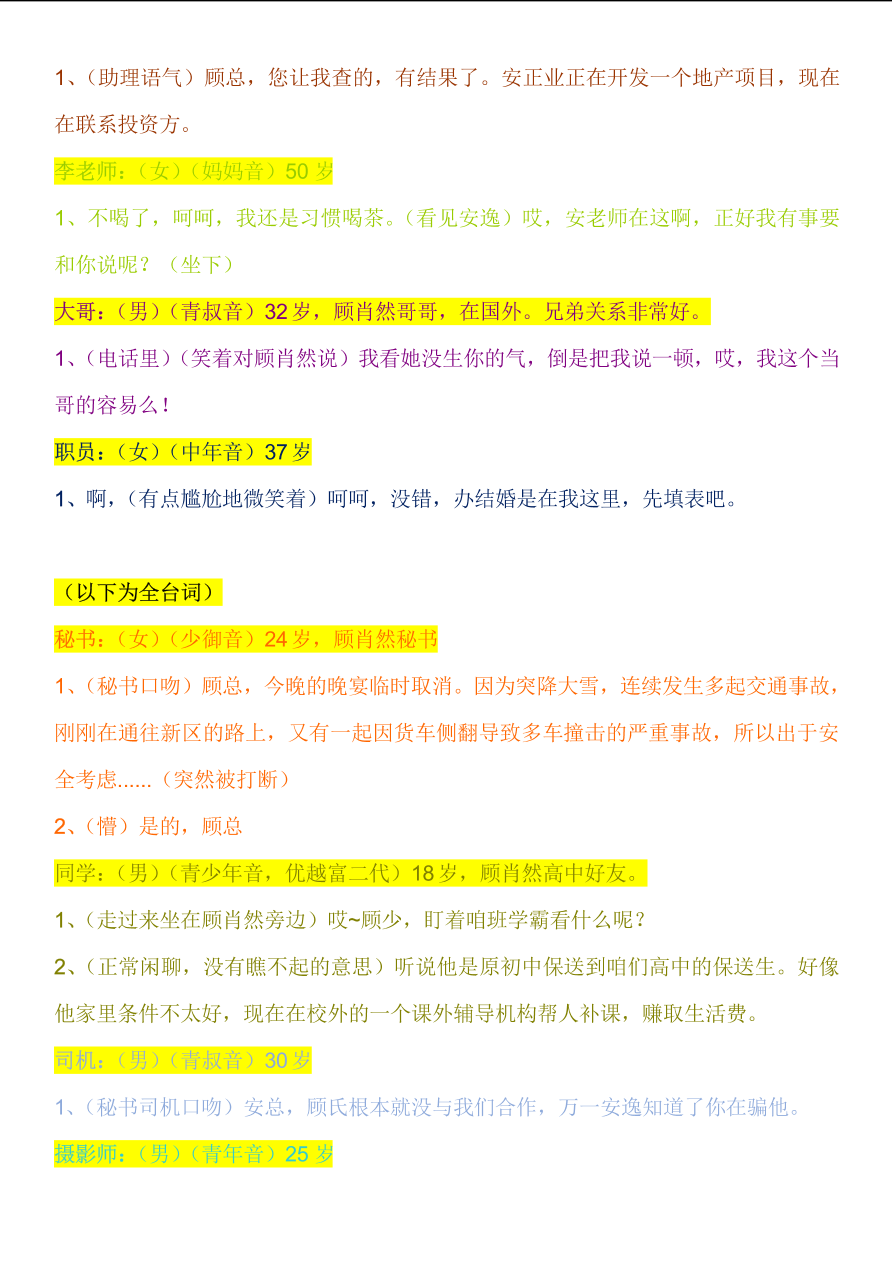 1、（助理语气）顾总，您让我查的，有结果了。安正业正在开发一个地产项目，现在
在联系投资方。
李老师：（女）（妈妈音）50 岁
1、不喝了，呵呵，我还是习惯喝茶。（看见安逸）哎，安老师在这啊，正好我有事要
和你说呢？（坐下）
大哥：（男）（青叔音）32 岁，顾肖然哥哥，在国外。兄弟关系非常好。
1、（电话里）（笑着对顾肖然说）我看她没生你的气，倒是把我说一顿，哎，我这个当
哥的容易么！
职员：（女）（中年音）37 岁
1、啊，（有点尴尬地微笑着）呵呵，没错，办结婚是在我这里，先填表吧。
（以下为全台词）
秘书：（女）（少御音）24 岁，顾肖然秘书
1、（秘书口吻）顾总，今晚的晚宴临时取消。因为突降大雪，连续发生多起交通事故，
刚刚在通往新区的路上，又有一起因货车侧翻导致多车撞击的严重事故，所以出于安
全考虑......（突然被打断）
2、（懵）是的，顾总
同学：（男）（青少年音，优越富二代）18 岁，顾肖然高中好友。
1、（走过来坐在顾肖然旁边）哎~顾少，盯着咱班学霸看什么呢？
2、（正常闲聊，没有瞧不起的意思）听说他是原初中保送到咱们高中的保送生。好像
他家里条件不太好，现在在校外的一个课外辅导机构帮人补课，赚取生活费。
司机：（男）（青叔音）30 岁
1、（秘书司机口吻）安总，顾氏根本就没与我们合作，万一安逸知道了你在骗他。
摄影师：（男）（青年音）25 岁